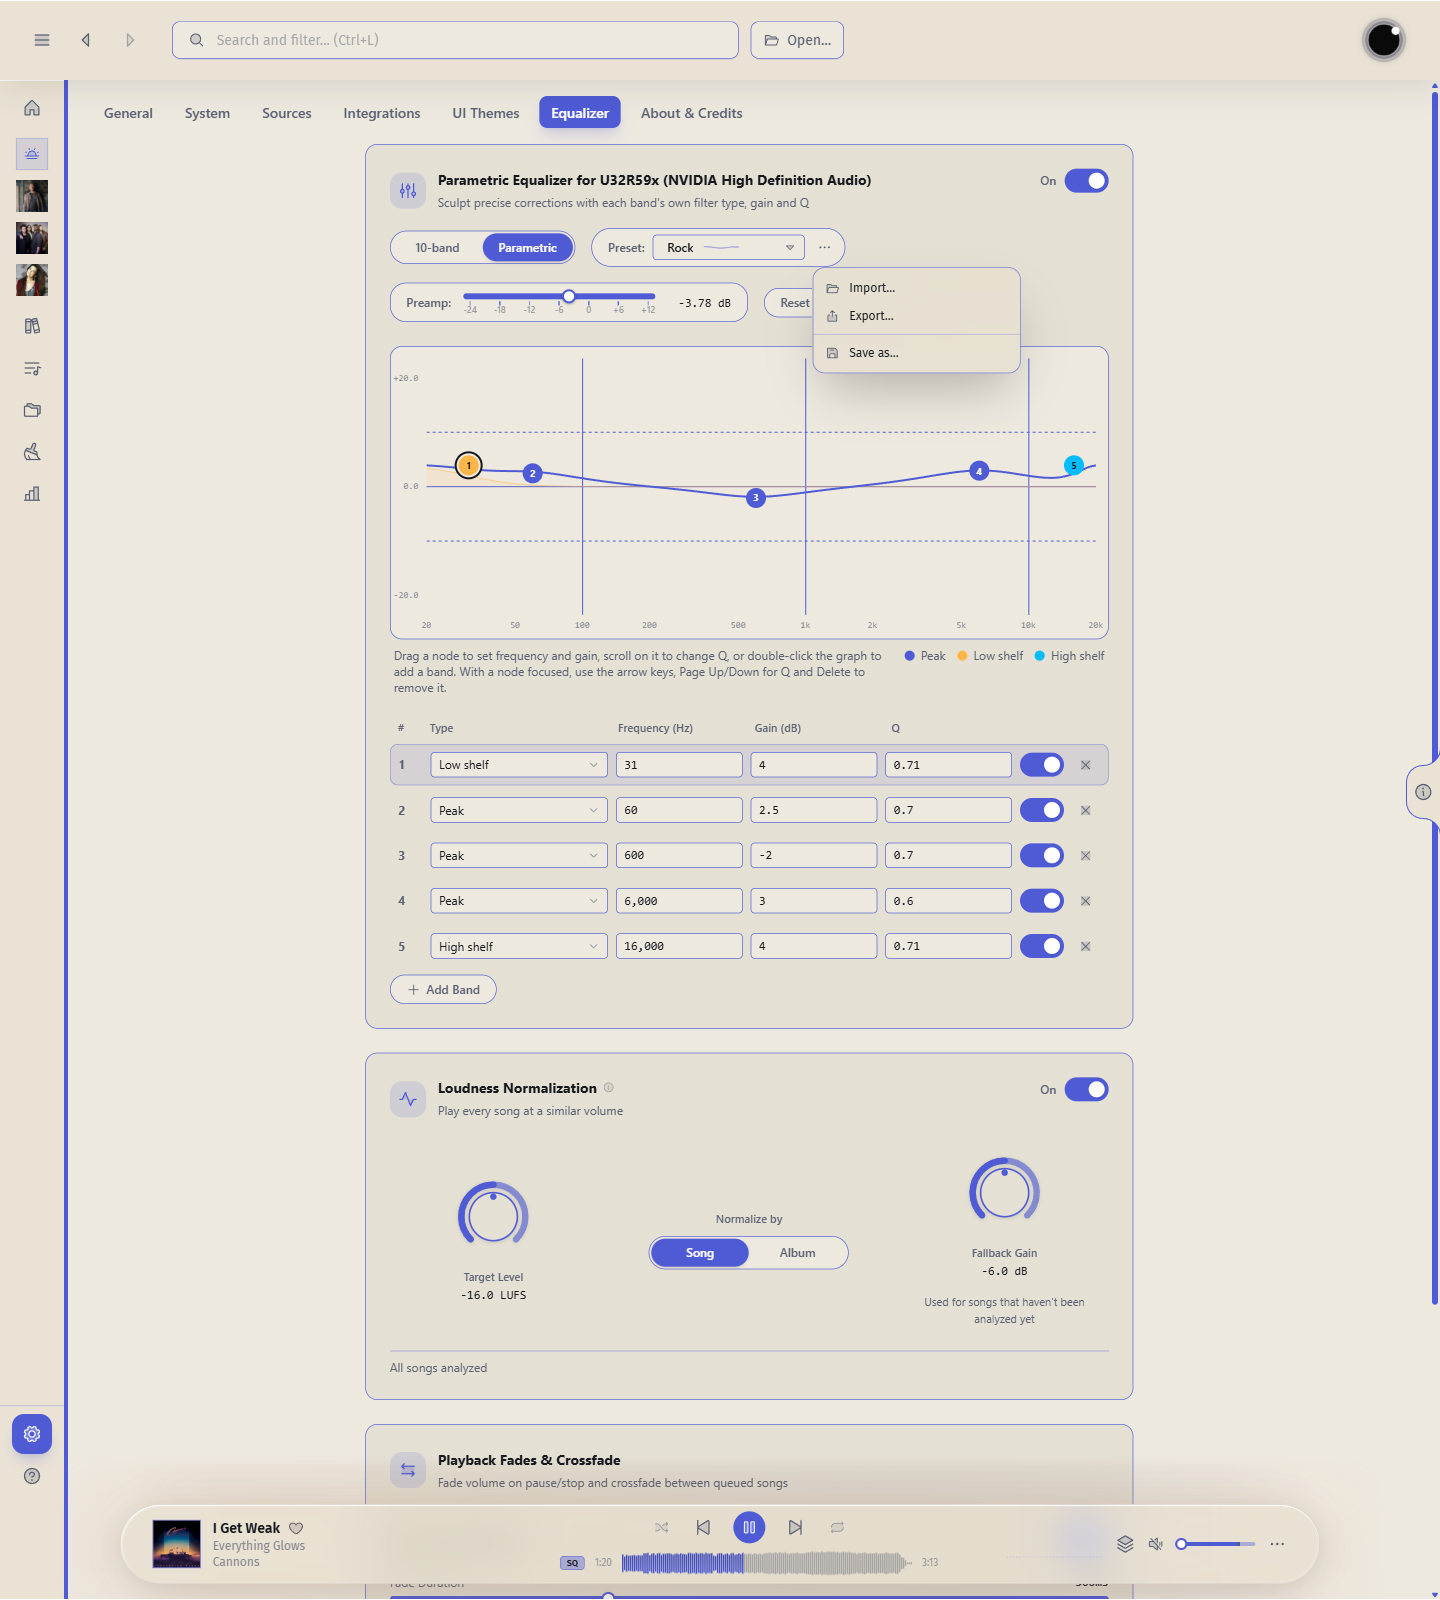 Search and filter... (Ctrl+L)
Open...
General
System
Sources
Integrations
UI Themes
Equalizer
About & Credits
Parametric Equalizer for U32R59x (NVIDIA High Definition Audio)
On
Sculpt precise corrections with each band's own filter type, gain and Q
10-band
Parametric
Preset:
Rock
Import...
Export...
Save as...
Preamp:
-24
-18
-12
-6
0
+6
+12
-3.78 dB
Reset
+20.0
0.0
-20.0
1
2
3
4
5
20
50
100
200
500
1k
2k
5k
10k
20k
Drag a node to set frequency and gain, scroll on it to change Q, or double-click the graph to
add a band. With a node focused, use the arrow keys, Page Up/Down for Q and Delete to
remove it.
Peak
Low shelf
High shelf
# Type Frequency (Hz) Gain (dB) Q
1 Low shelf 31 4 0.71
2 Peak 60 2.5 0.7
3 Peak 600 -2 0.7
4 Peak 6,000 3 0.6
5 High shelf 16,000 4 0.71
Add Band
Loudness Normalization
On
Play every song at a similar volume
Target Level
-16.0 LUFS
Normalize by
Song
Album
Fallback Gain
-6.0 dB
Used for songs that haven't been
analyzed yet
All songs analyzed
Playback Fades & Crossfade
Fade volume on pause/stop and crossfade between queued songs
I Get Weak
Everything Glows
Cannons
SQ
1:20
3:13
Fade Duration